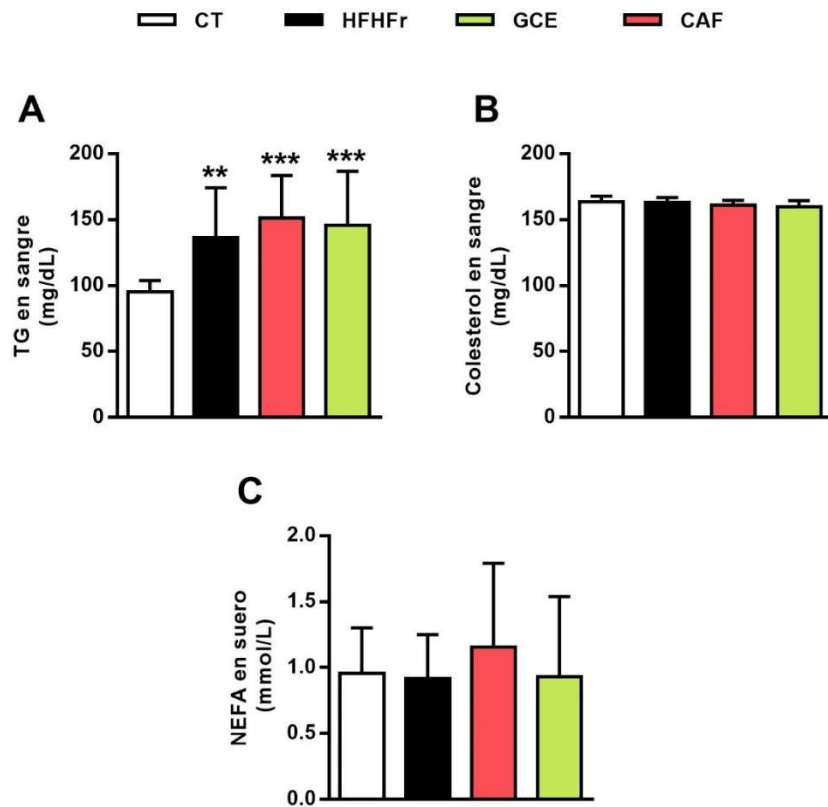 CT HFHFr GCE CAF
A
TG en sangre
(mg/dL)
200
150
100
50
0
** *** ***
B
Colesterol en sangre
(mg/dL)
200
150
100
50
0
C
NEFA en suero
(mmol/L)
2.0
1.5
1.0
0.5
0.0